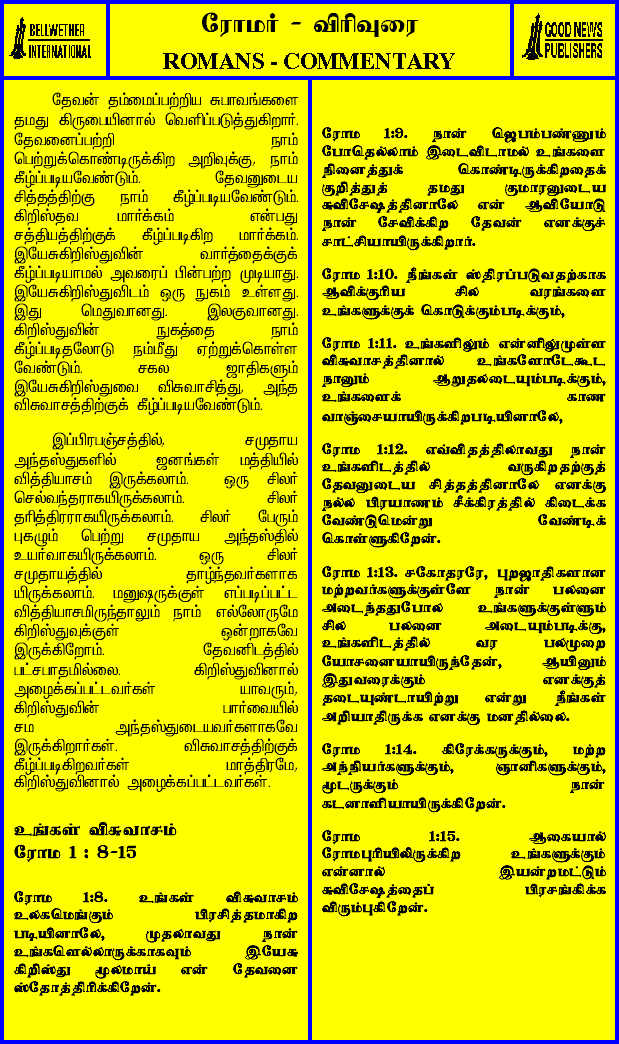 BELLWETHER
INTERNATIONAL
ரோமர் - விரிவுரை
ROMANS - COMMENTARY
GOOD NEWS
PUBLISHERS
தேவன் தம்மைப்பற்றிய சுபாவங்களை
தமது கிருபையினால் வெளிப்படுத்துகிறார்.
தேவனைப்பற்றி நாம்
பெற்றுக்கொண்டிருக்கிற அறிவுக்கு, நாம்
கீழ்ப்படியவேண்டும். தேவனுடைய
சித்தத்திற்கு நாம் கீழ்ப்படியவேண்டும்.
கிறிஸ்தவ மார்க்கம் என்பது
சத்தியத்திற்குக் கீழ்ப்படிகிற மார்க்கம்.
இயேசுகிறிஸ்துவின் வார்த்தைக்குக்
கீழ்ப்படியாமல் அவரைப் பின்பற்ற முடியாது.
இயேசுகிறிஸ்துவிடம் ஒரு நுகம் உள்ளது.
இது மெதுவானது. இலகுவானது.
கிறிஸ்துவின் நுகத்தை நாம்
கீழ்ப்படிதலோடு நம்மீது ஏற்றுக்கொள்ள
வேண்டும். சகல ஜாதிகளும்
இயேசுகிறிஸ்துவை விசுவாசித்து, அந்த
விசுவாசத்திற்குக் கீழ்ப்படியவேண்டும்.
இப்பிரபஞ்சத்தில், சமுதாய
அந்தஸ்துகளில் ஜனங்கள் மத்தியில்
வித்தியாசம் இருக்கலாம். ஒரு சிலர்
செல்வந்தராகயிருக்கலாம். சிலர்
தரித்திரராகயிருக்கலாம். சிலர் பேரும்
புகழும் பெற்று சமுதாய அந்தஸ்தில்
உயர்வாகயிருக்கலாம். ஒரு சிலர்
சமுதாயத்தில் தாழ்ந்தவர்களாக
யிருக்கலாம். மனுஷருக்குள் எப்படிப்பட்ட
வித்தியாசமிருந்தாலும் நாம் எல்லோருமே
கிறிஸ்துவுக்குள் ஒன்றாகவே
இருக்கிறோம். தேவனிடத்தில்
பட்சபாதமில்லை. கிறிஸ்துவினால்
அழைக்கப்பட்டவர்கள் யாவரும்,
கிறிஸ்துவின் பார்வையில்
சம அந்தஸ்துடையவர்களாகவே
இருக்கிறார்கள். விசுவாசத்திற்குக்
கீழ்ப்படிகிறவர்கள் மாத்திரமே,
கிறிஸ்துவினால் அழைக்கப்பட்டவர்கள்.
உங்கள் விசுவாசம்
ரோம 1 : 8-15
ரோம 1:8. உங்கள் விசுவாசம்
உலகமெங்கும் பிரசித்தமாகிற
படியினாலே, முதலாவது நான்
உங்களெல்லாருக்காகவும் இயேசு
கிறிஸ்து மூலமாய் என் தேவனை
ஸ்தோத்திரிக்கிறேன்.
ரோம 1:9. நான் ஜெபம்பண்ணும்
போதெல்லாம் இடைவிடாமல் உங்களை
நினைத்துக் கொண்டிருக்கிறதைக்
குறித்துத் தமது குமாரனுடைய
சுவிசேஷத்தினாலே என் ஆவியோடு
நான் சேவிக்கிற தேவன் எனக்குச்
சாட்சியாயிருக்கிறார்.
ரோம 1:10. நீங்கள் ஸ்திரப்படுவதற்காக
ஆவிக்குரிய சில வரங்களை
உங்களுக்குக் கொடுக்கும்படிக்கும்,
ரோம 1:11. உங்களிலும் என்னிலுமுள்ள
விசுவாசத்தினால் உங்களோடேகூட
நானும் ஆறுதலடையும்படிக்கும்,
உங்களைக் காண
வாஞ்சையாயிருக்கிறபடியினாலே,
ரோம 1:12. எவ்விதத்திலாவது நான்
உங்களிடத்தில் வருகிறதற்குத்
தேவனுடைய சித்தத்தினாலே எனக்கு
நல்ல பிரயாணம் சீக்கிரத்தில் கிடைக்க
வேண்டுமென்று வேண்டிக்
கொள்ளுகிறேன்.
ரோம 1:13. சகோதரரே, புறஜாதிகளான
மற்றவர்களுக்குள்ளே நான் பலனை
அடைந்ததுபோல உங்களுக்குள்ளும்
சில பலனை அடையும்படிக்கு,
உங்களிடத்தில் வர பல்முறை
யோசனையாயிருந்தேன், ஆயினும்
இதுவரைக்கும் எனக்குத்
தடையுண்டாயிற்று என்று நீங்கள்
அறியாதிருக்க எனக்கு மனதில்லை.
ரோம 1:14. கிரேக்கருக்கும், மற்ற
அந்நியர்களுக்கும், ஞானிகளுக்கும்,
மூடருக்கும் நான்
கடனாளியாயிருக்கிறேன்.
ரோம 1:15. ஆகையால்
ரோமபுரியிலிருக்கிற உங்களுக்கும்
என்னால் இயன்றமட்டும்
சுவிசேஷத்தைப் பிரசங்கிக்க
விரும்புகிறேன்.